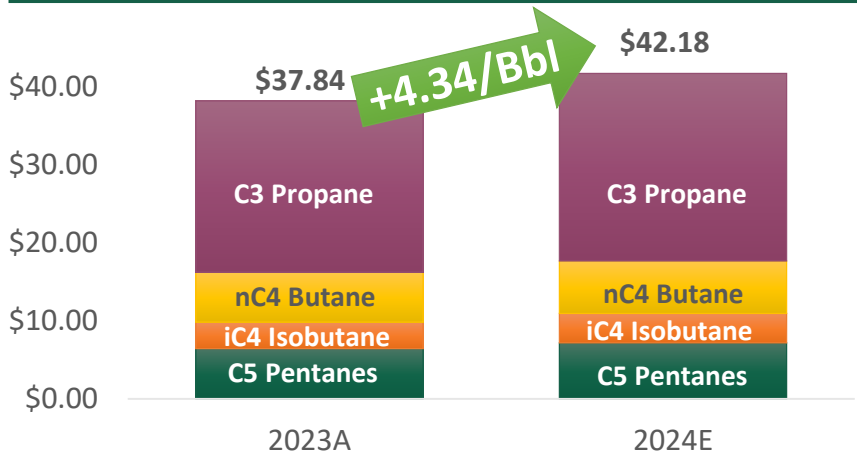 $42.18
$37.84
+4.34/Bbl
$40.00
$30.00
$20.00
$10.00
$0.00
C3 Propane
nC4 Butane
iC4 Isobutane
C5 Pentanes
C3 Propane
nC4 Butane
iC4 Isobutane
C5 Pentanes
2023A
2024E